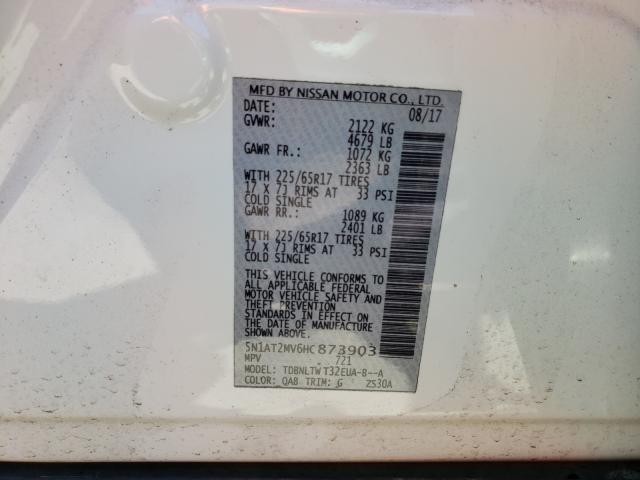 MFD BY NISSAN MOTOR CO., LTD.
DATE: 08/17
GVWR: 2122 KG
4679 LB
GAWR FR.: 1072 KG
2363 LB
WITH 225/65R17 TIRES
17 X 7J RIMS AT 33 PSI
COLD SINGLE
GAWR RR.: 1089 KG
2401 LB
WITH 225/65R17 TIRES
17 X 7J RIMS AT 33 PSI
COLD SINGLE
THIS VEHICLE CONFORMS TO
ALL APPLICABLE FEDERAL
MOTOR VEHICLE SAFETY AND
THEFT PREVENTION
STANDARDS IN EFFECT ON
THE DATE OF MANUFACTURE
SHOWN ABOVE.
5N1AT2MV6HC873903
MPV 721
MODEL: TDBNLTWT32EUA-8--A
COLOR: QAB TRIM: G 2S30A